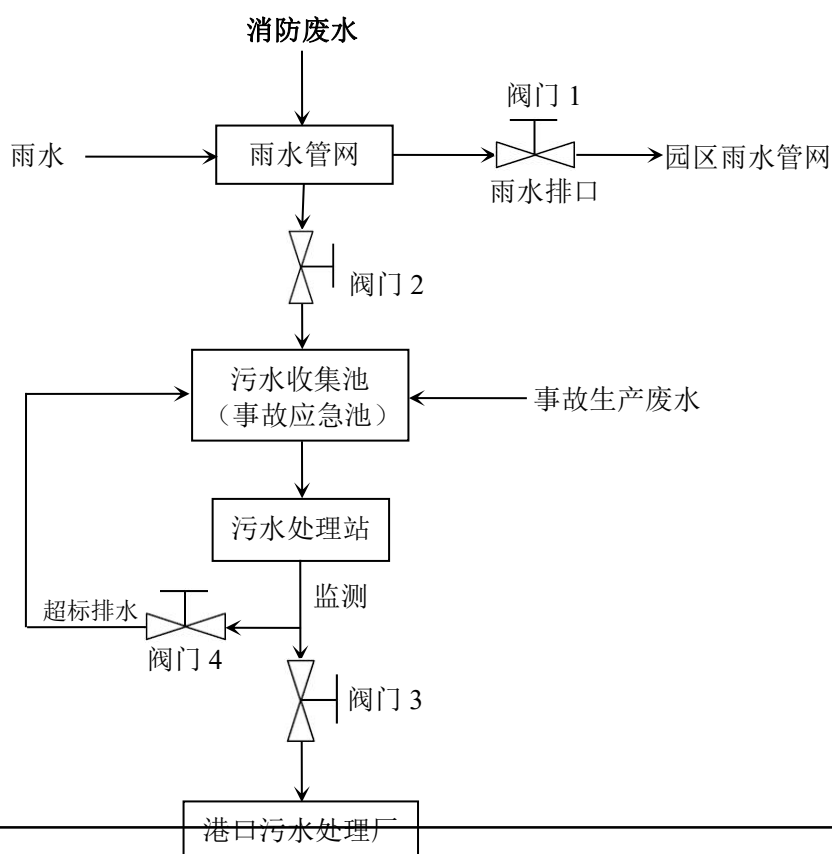 消防废水
阀门 1
雨水
雨水管网
园区雨水管网
雨水排口
阀门 2
污水收集池
（事故应急池）
事故生产废水
污水处理站
监测
超标排水
阀门 4
阀门 3
港口污水处理厂